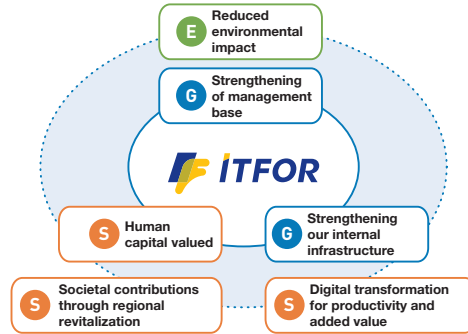 E
Reduced
environmental
impact
G
Strengthening
of management
base
ITFOR
S
Human
capital valued
G
Strengthening
our internal
infrastructure
S
Societal contributions
through regional
revitalization
S
Digital transformation
for productivity and
added value